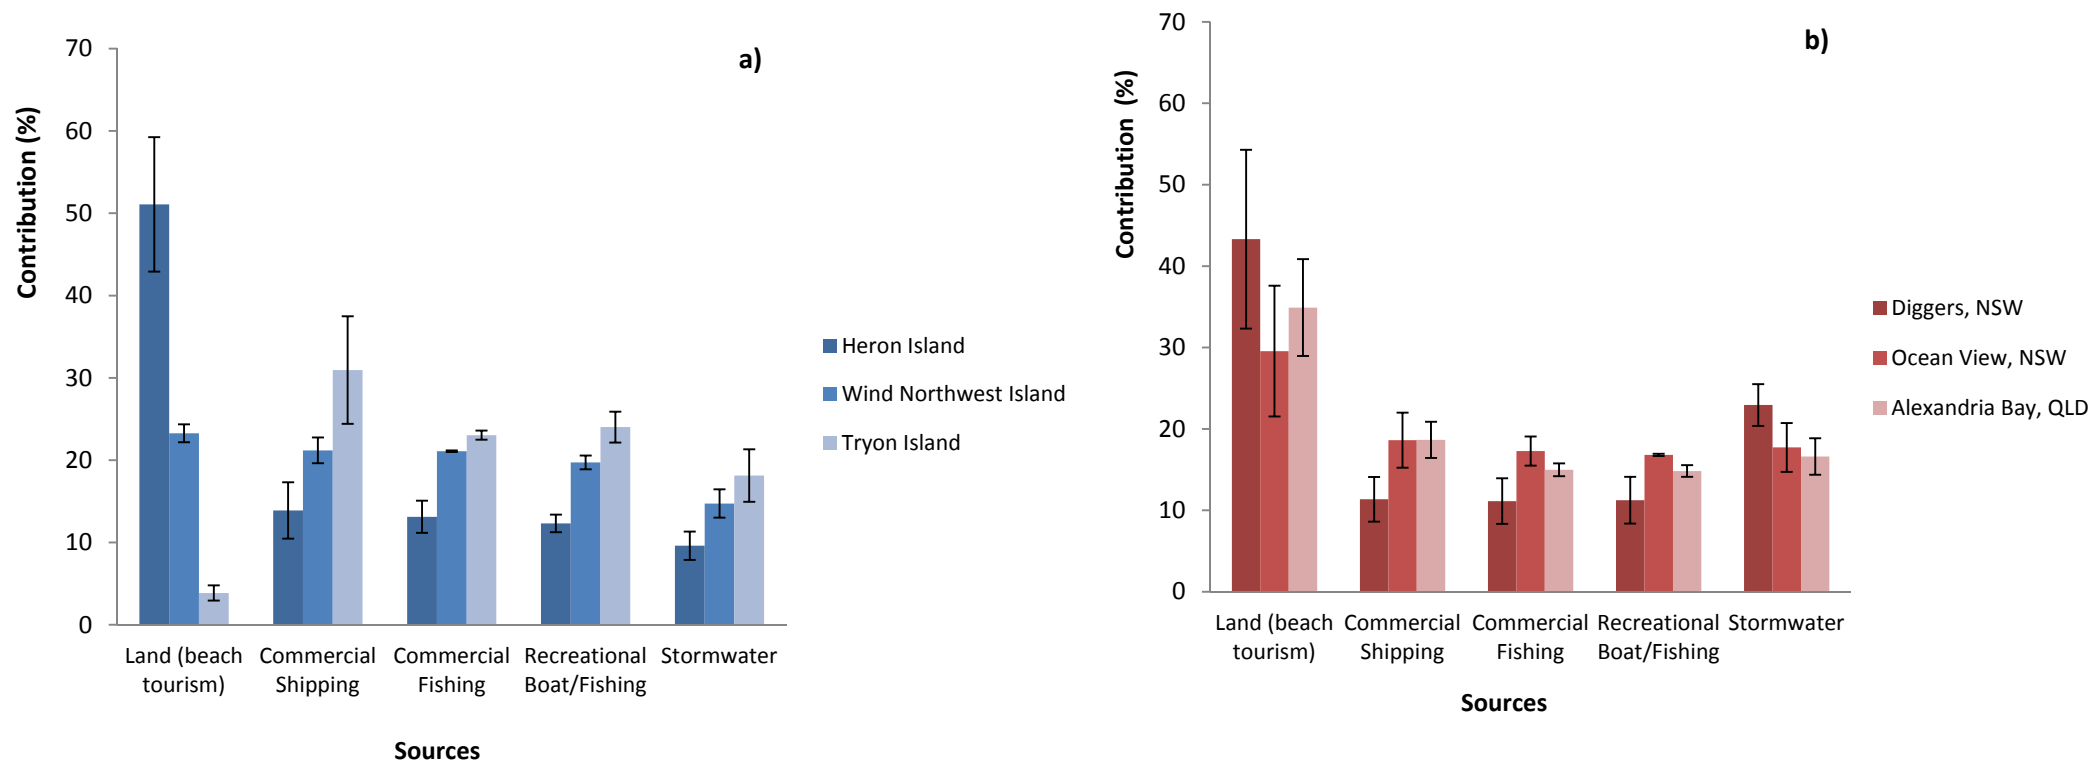 a)
Contribution (%)
70
60
50
40
30
20
10
0
Land (beach
tourism)
Commercial
Shipping
Commercial
Fishing
Recreational
Boat/Fishing
Stormwater
Sources
Heron Island
Wind Northwest Island
Tryon Island
b)
Contribution (%)
70
60
50
40
30
20
10
0
Land (beach
tourism)
Commercial
Shipping
Commercial
Fishing
Recreational
Boat/Fishing
Stormwater
Sources
Diggers, NSW
Ocean View, NSW
Alexandria Bay, QLD